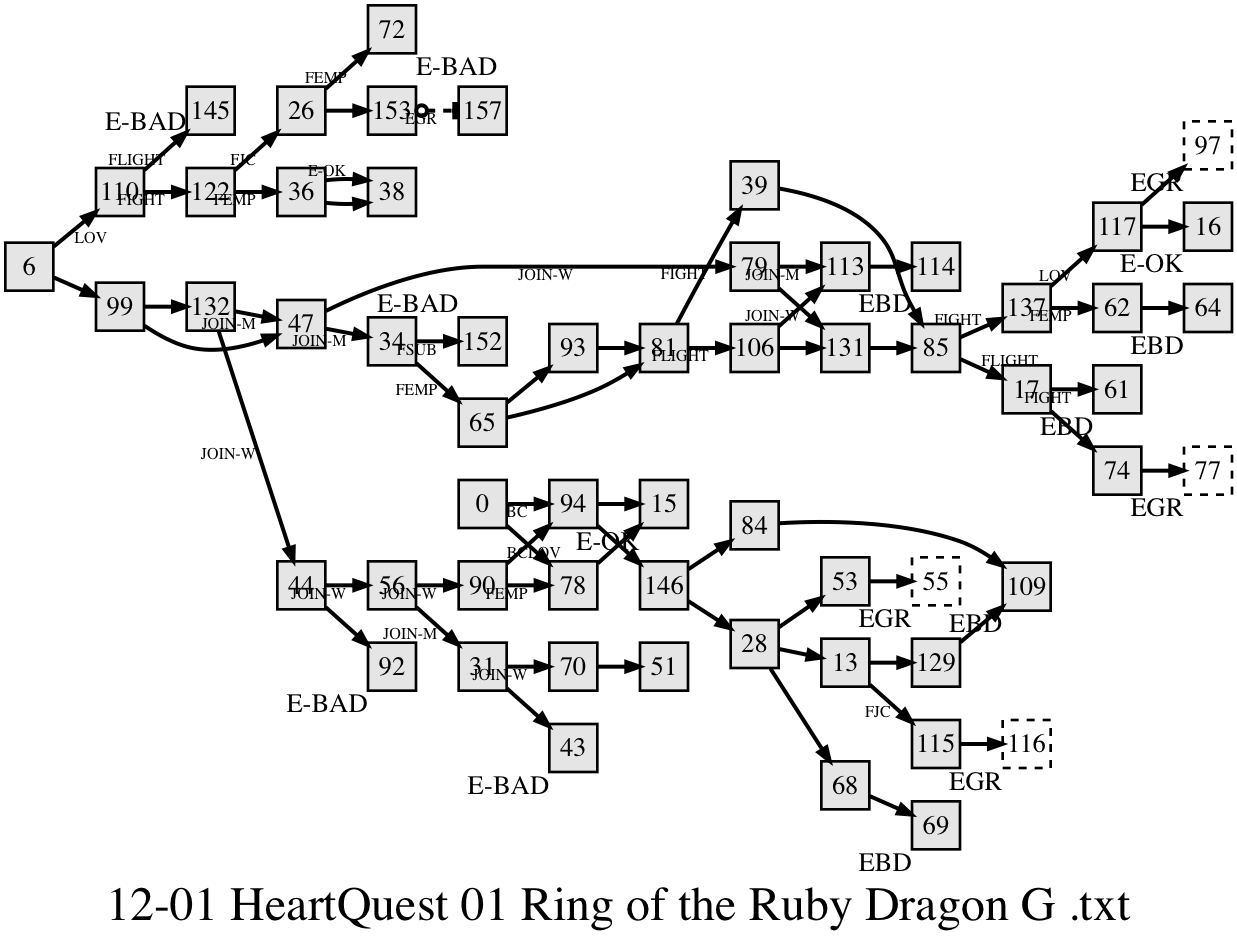 72
E-BAD
FEMP
145
26
153
EGR
157
E-BAD
FLIGHT
FJC
E-OK
110
FIGHT
122
FEMP
36
38
LOV
6
97
EGR
39
117
16
E-OK
JOIN-W
FIGHT
79
JOIN-M
113
114
LOV
99
132
JOIN-M
47
JOIN-M
E-BAD
EBD
137
FEMP
62
64
JOIN-W
FIGHT
34
FSUB
152
93
81
FLIGHT
106
131
85
EBD
FLIGHT
FEMP
17
FIGHT
61
65
EBD
JOIN-W
74
77
EGR
0
BC
94
15
84
E-OK
BCLOV
44
JOIN-W
56
JOIN-W
90
FEMP
78
146
53
55
109
EGR
EBD
JOIN-M
28
92
31
JOIN-W
70
51
13
129
E-BAD
FJC
43
115
116
E-BAD
EGR
68
69
EBD
12-01 HeartQuest 01 Ring of the Ruby Dragon G .txt